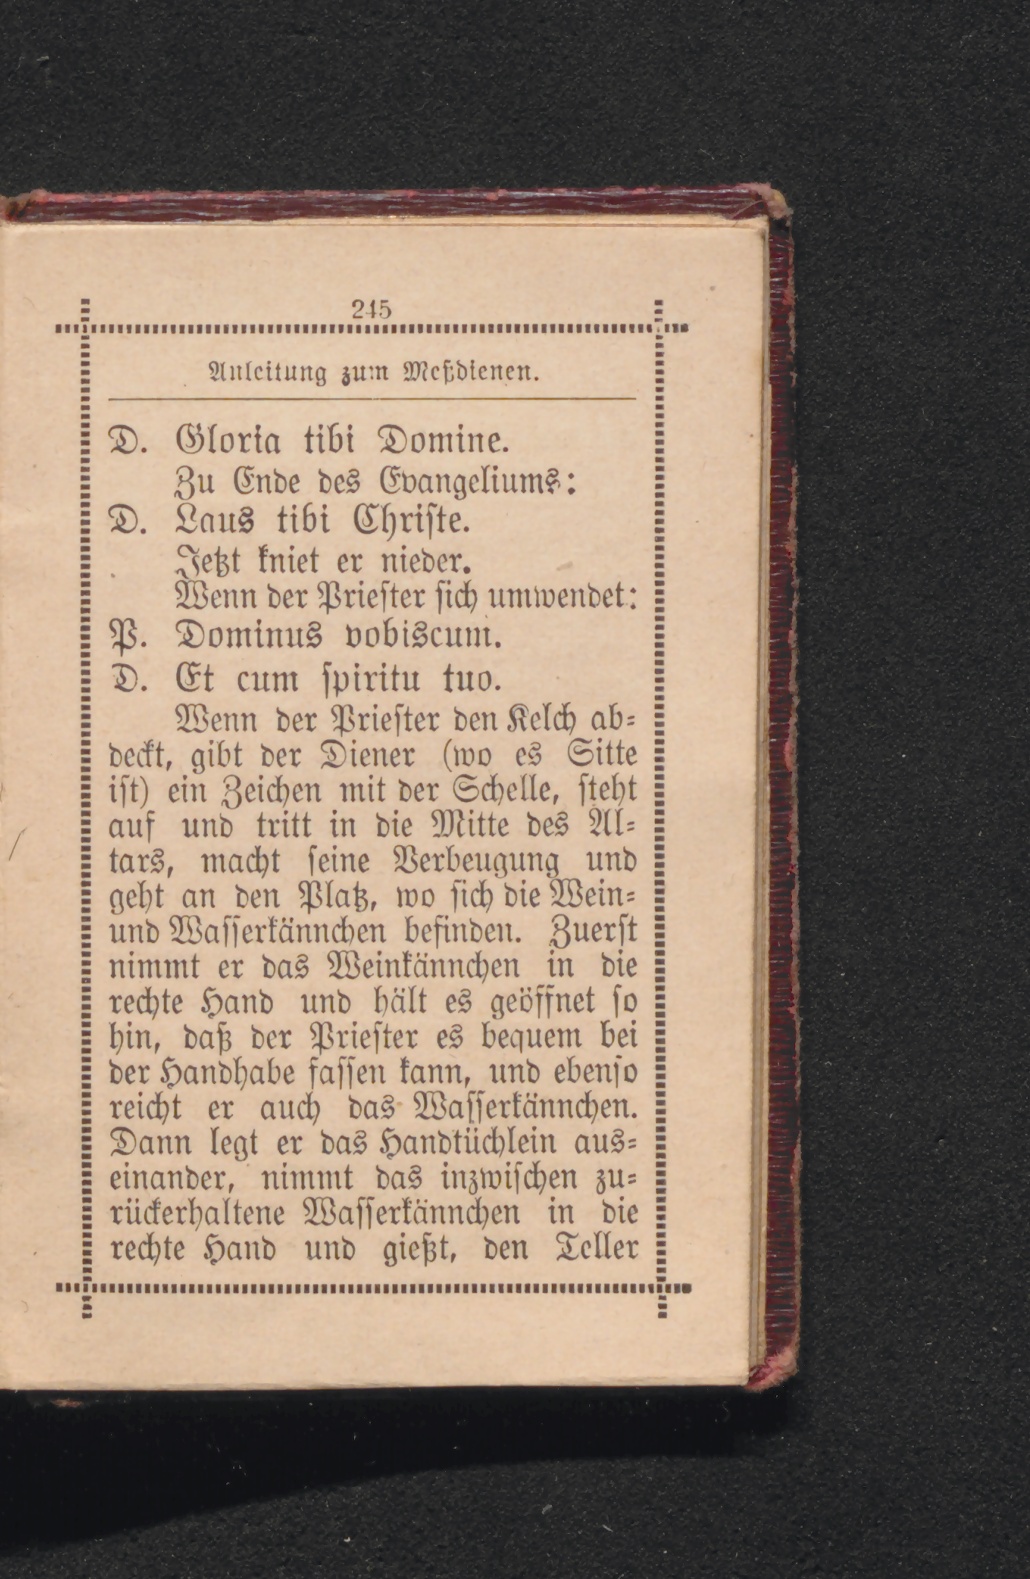 245
Anleitung zum Meßdienen.
D. Gloria tibi Domine.
Zu Ende des Evangeliums:
D. Laus tibi Christe.
Jetzt kniet er nieder.
Wenn der Priester sich umwendet:
P. Dominus vobiscum.
D. Et cum spiritu tuo.
Wenn der Priester den Kelch ab=
deckt, gibt der Diener (wo es Sitte
ist) ein Zeichen mit der Schelle, steht
auf und tritt in die Mitte des Al=
tars, macht seine Verbeugung und
geht an den Platz, wo sich die Wein=
und Wasserkännchen befinden. Zuerst
nimmt er das Weinkännchen in die
rechte Hand und hält es geöffnet so
hin, daß der Priester es bequem bei
der Handhabe fassen kann, und ebenso
reicht er auch das Wasserkännchen.
Dann legt er das Handtüchlein aus=
einander, nimmt das inzwischen zu=
rückerhaltene Wasserkännchen in die
rechte Hand und gießt, den Teller